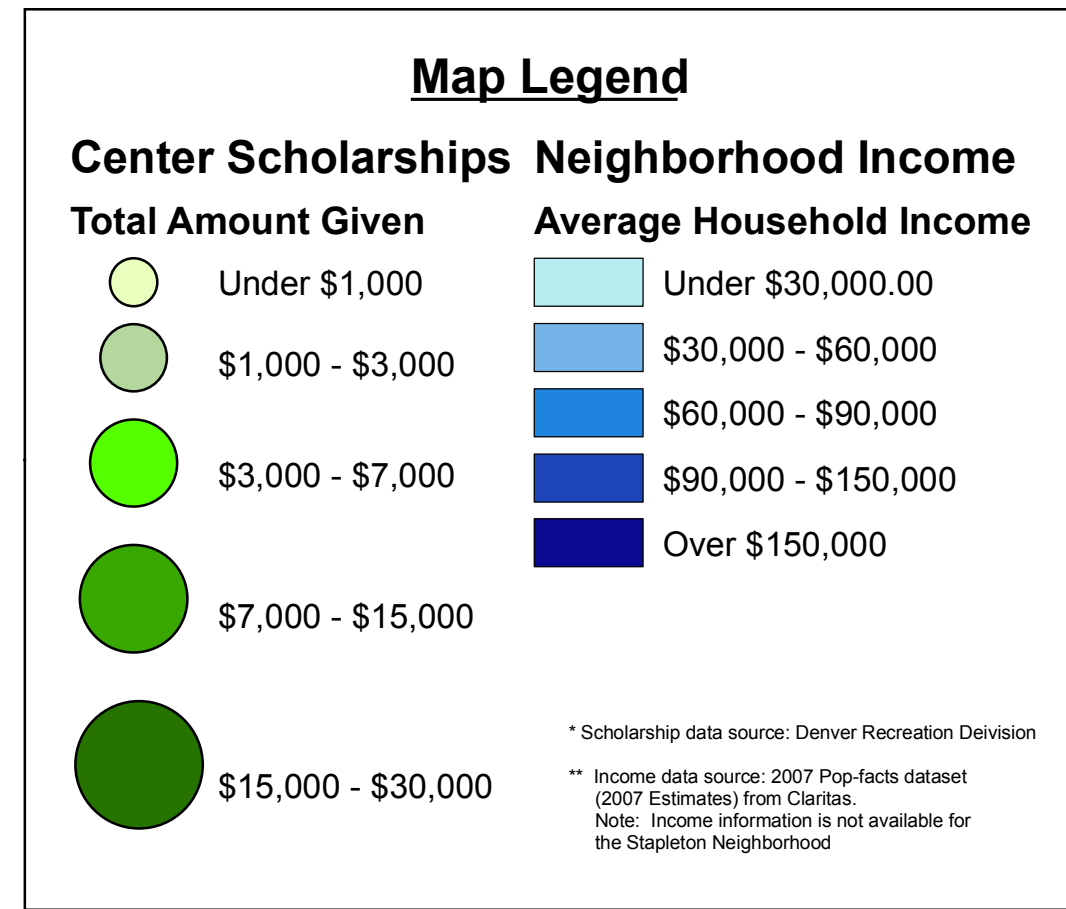 Map Legend
Center Scholarships
Total Amount Given
Under $1,000
$1,000 - $3,000
$3,000 - $7,000
$7,000 - $15,000
$15,000 - $30,000
Neighborhood Income
Average Household Income
Under $30,000.00
$30,000 - $60,000
$60,000 - $90,000
$90,000 - $150,000
Over $150,000
* Scholarship data source: Denver Recreation Deivision
** Income data source: 2007 Pop-facts dataset
(2007 Estimates) from Claritas.
Note: Income information is not available for
the Stapleton Neighborhood